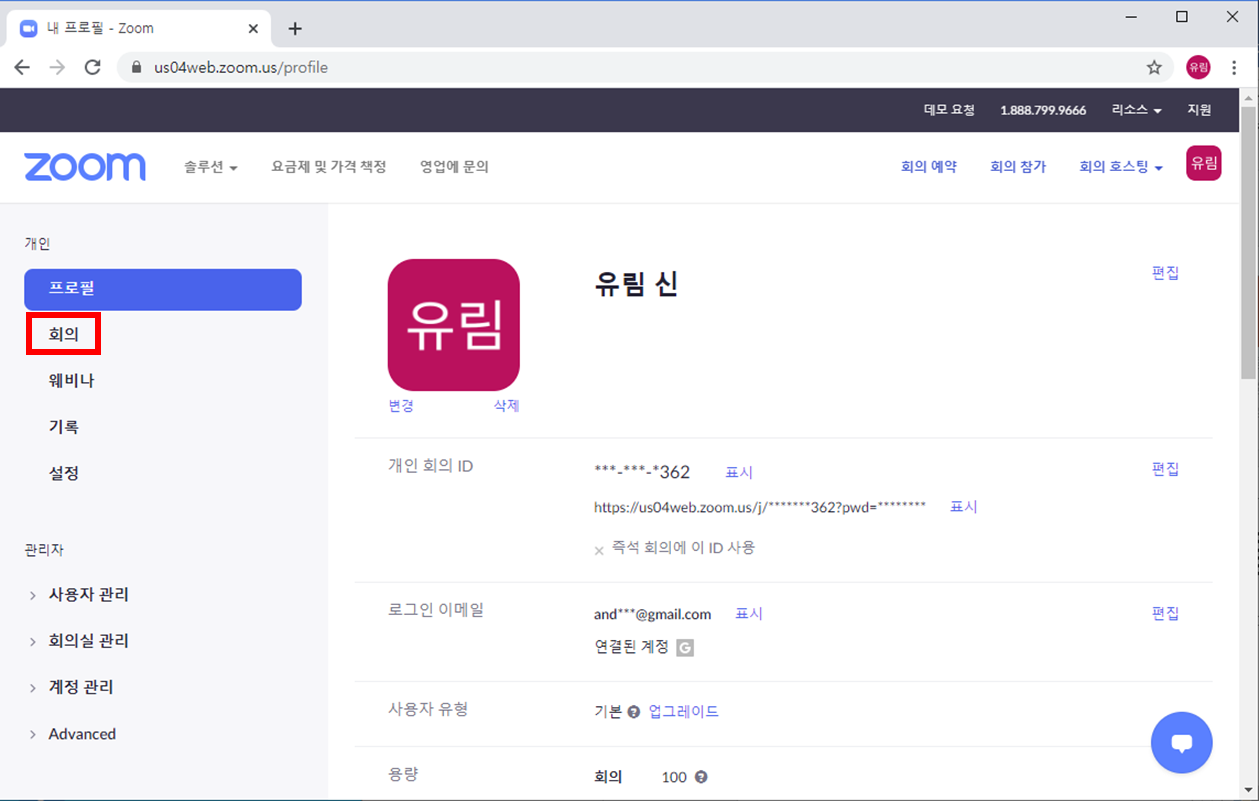 내 프로필 - Zoom
us04web.zoom.us/profile
유림
데모 요청 1.888.799.9666 리소스 지원
zoom 솔루션 요금제 및 가격 책정 영업에 문의 회의 예약 회의 참가 회의 호스팅 유림
개인
프로필
회의
웨비나
기록
설정
관리자
사용자 관리
회의실 관리
계정 관리
Advanced
유림
변경 삭제
유림 신
편집
개인 회의 ID
***-***-*362 표시
편집
https://us04web.zoom.us/j/*******362?pwd=******** 표시
× 즉석 회의에 이 ID 사용
로그인 이메일
and***@gmail.com 표시
편집
연결된 계정 G
사용자 유형
기본 ? 업그레이드
용량
회의 100 ?